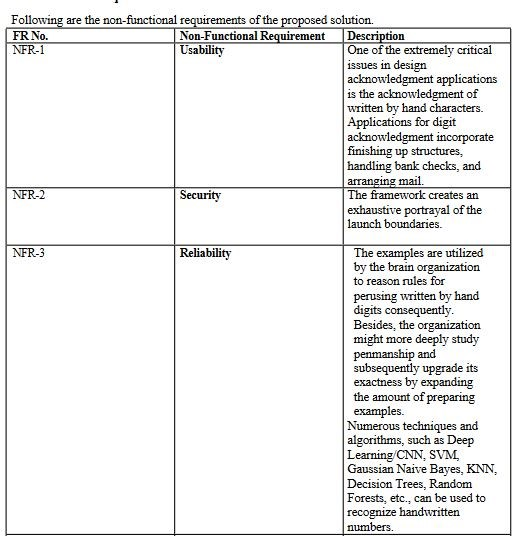 Following are the non-functional requirements of the proposed solution.
FR No.
Non-Functional Requirement
Description
NFR-1
Usability
One of the extremely critical
issues in design
acknowledgment applications
is the acknowledgment of
written by hand characters.
Applications for digit
acknowledgment incorporate
finishing up structures,
handling bank checks, and
arranging mail.
NFR-2
Security
The framework creates an
exhaustive portrayal of the
launch boundaries.
NFR-3
Reliability
The examples are utilized
by the brain organization
to reason rules for
perusing written by hand
digits consequently.
Besides, the organization
might more deeply study
penmanship and
subsequently upgrade its
exactness by expanding
the amount of preparing
examples.
Numerous techniques and
algorithms, such as Deep
Learning/CNN, SVM,
Gaussian Naive Bayes, KNN,
Decision Trees, Random
Forests, etc., can be used to
recognize handwritten
numbers.